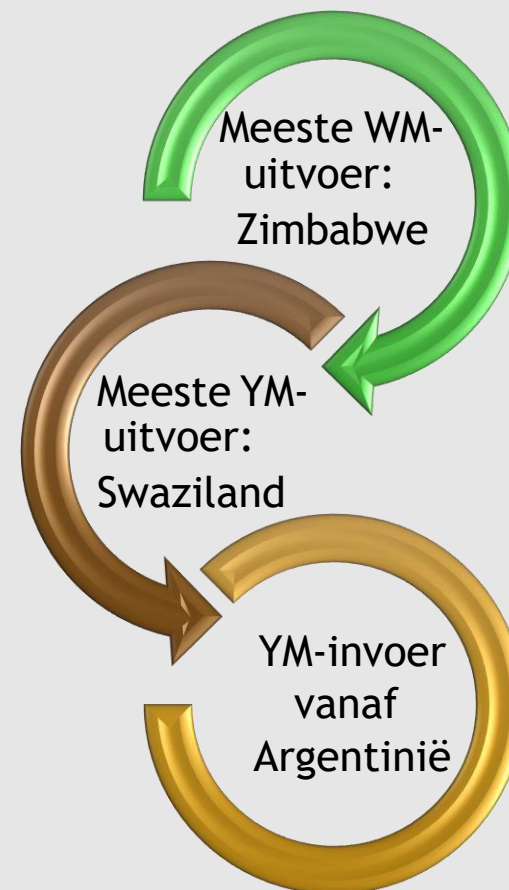 Meeste WM-
uitvoer:
Zimbabwe
Meeste YM-
uitvoer:
Swaziland
YM-invoer
vanaf
Argentinië